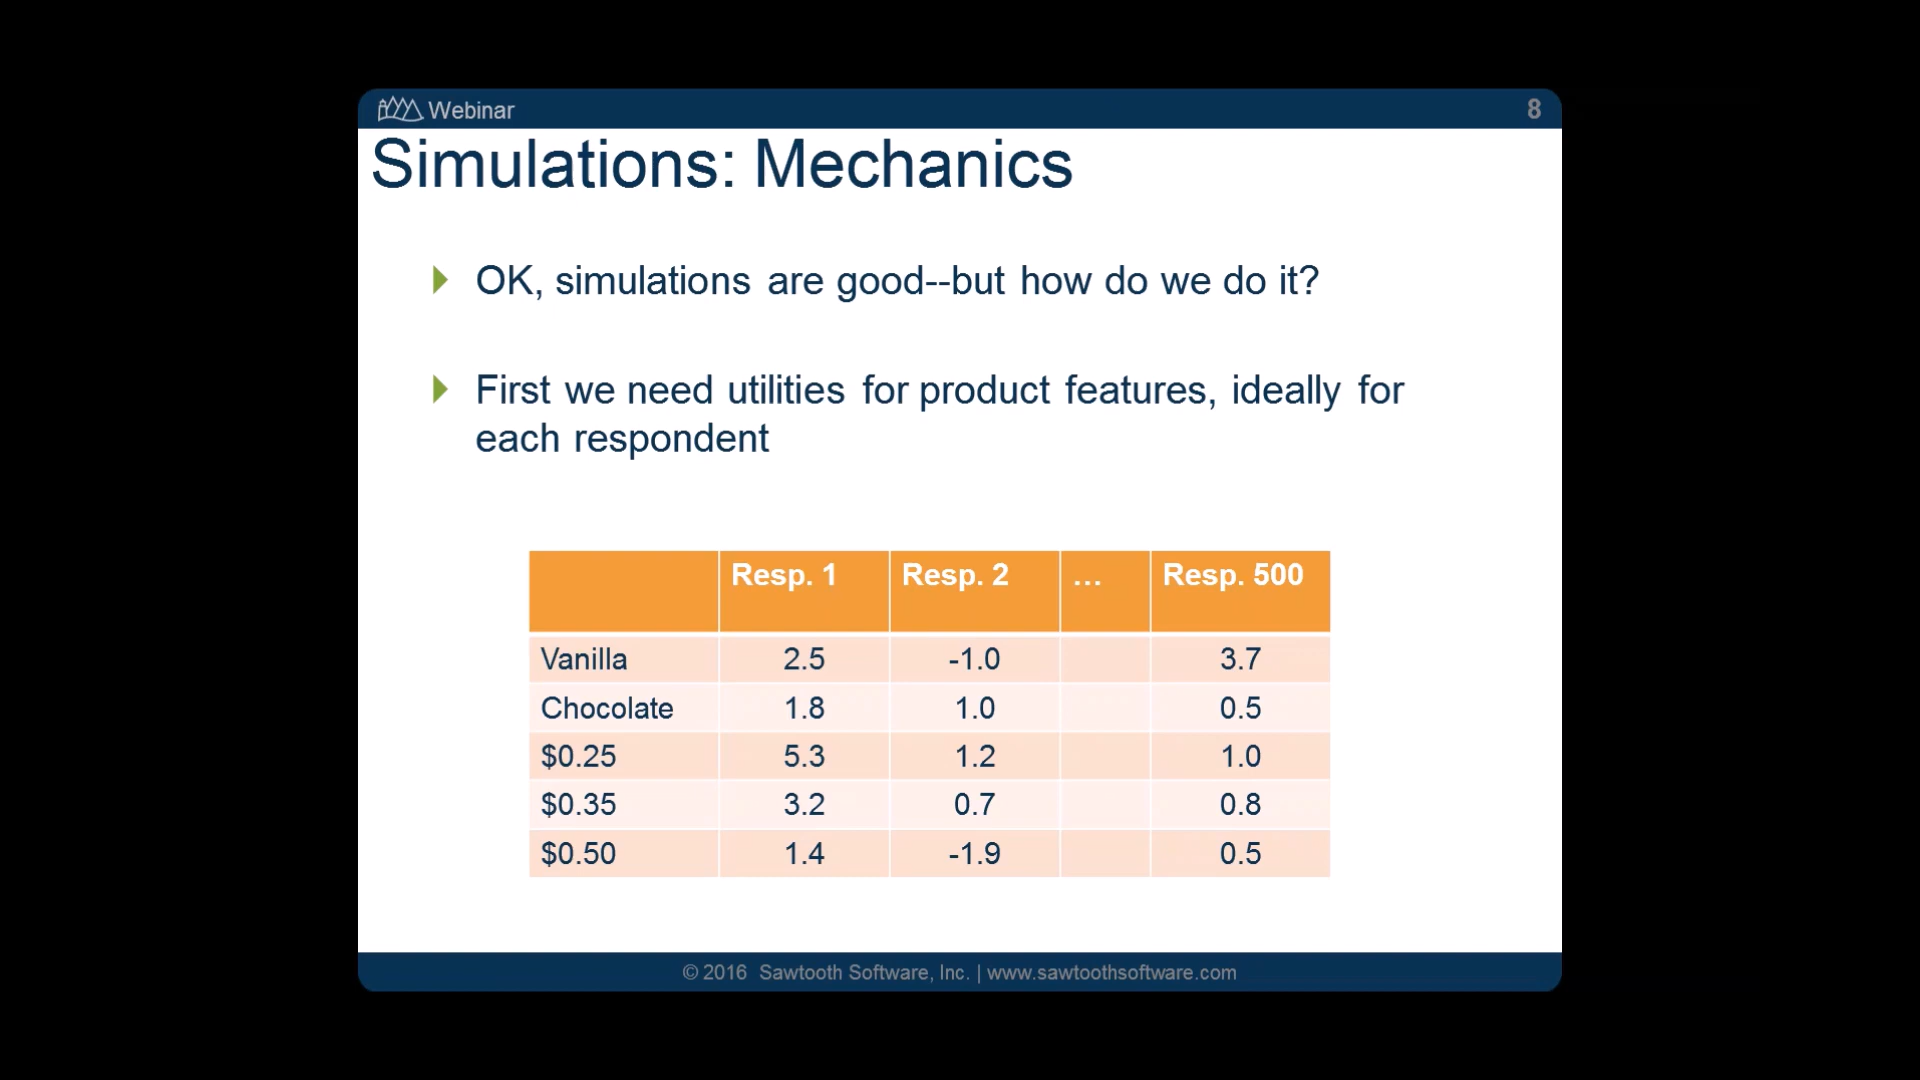 Webinar 8
Simulations: Mechanics
OK, simulations are good--but how do we do it?
First we need utilities for product features, ideally for
each respondent
Resp. 1 Resp. 2 … Resp. 500
Vanilla 2.5 -1.0 3.7
Chocolate 1.8 1.0 0.5
$0.25 5.3 1.2 1.0
$0.35 3.2 0.7 0.8
$0.50 1.4 -1.9 0.5
© 2016 Sawtooth Software, Inc. | www.sawtoothsoftware.com